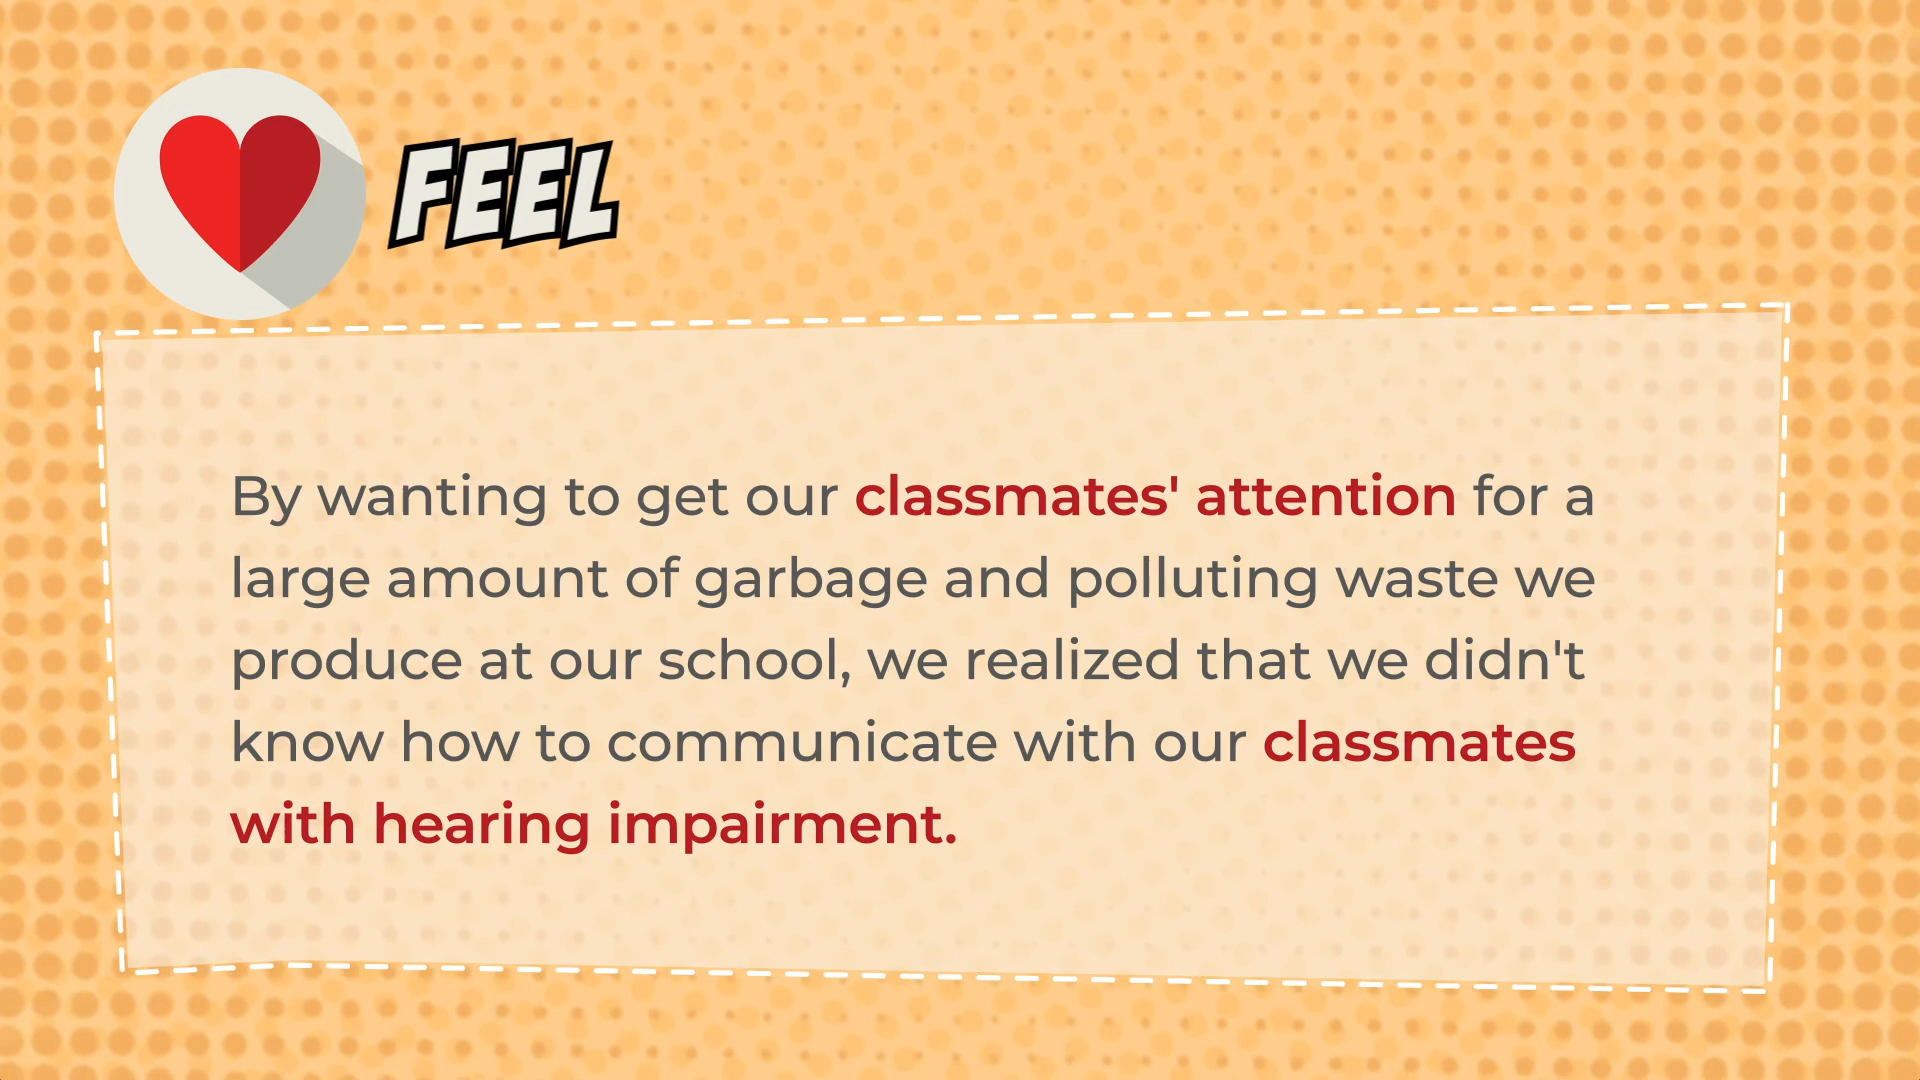 FEEL
By wanting to get our classmates' attention for a
large amount of garbage and polluting waste we
produce at our school, we realized that we didn't
know how to communicate with our classmates
with hearing impairment.